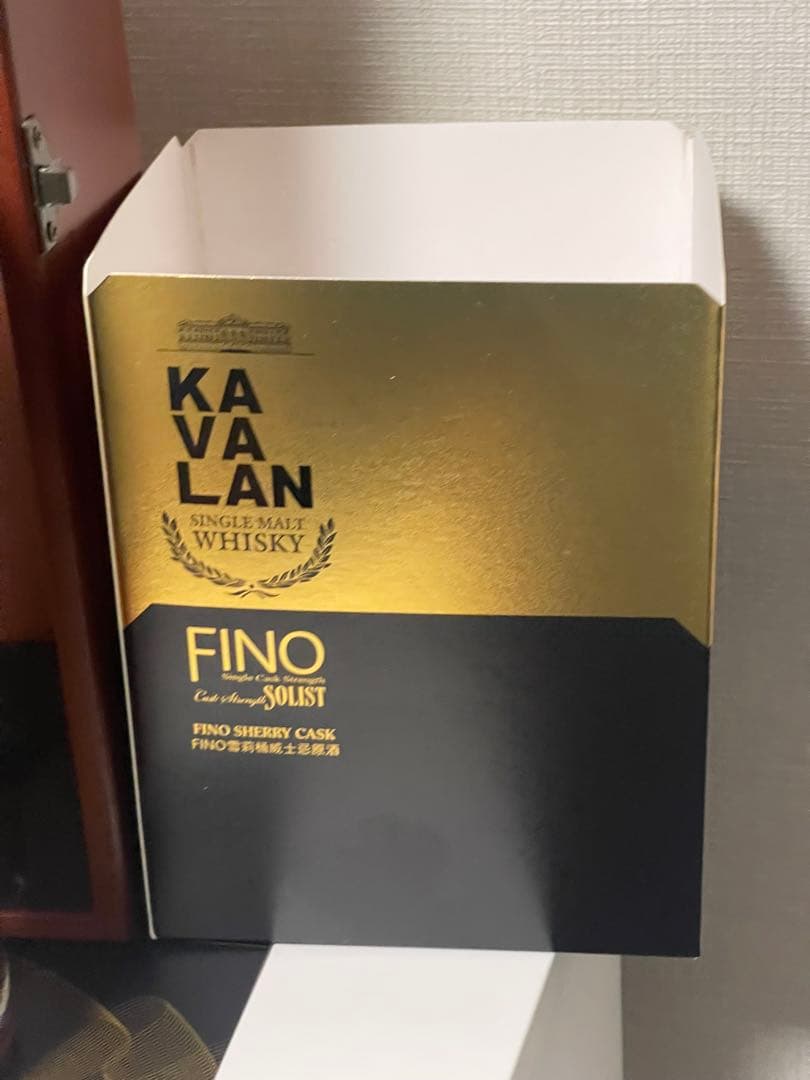 KA
VA
LAN
SINGLE MALT
WHISKY
FINO
Single Cask Strength
Cask Strength SOLIST
FINO SHERRY CASK
FINO雪莉桶威士忌原酒